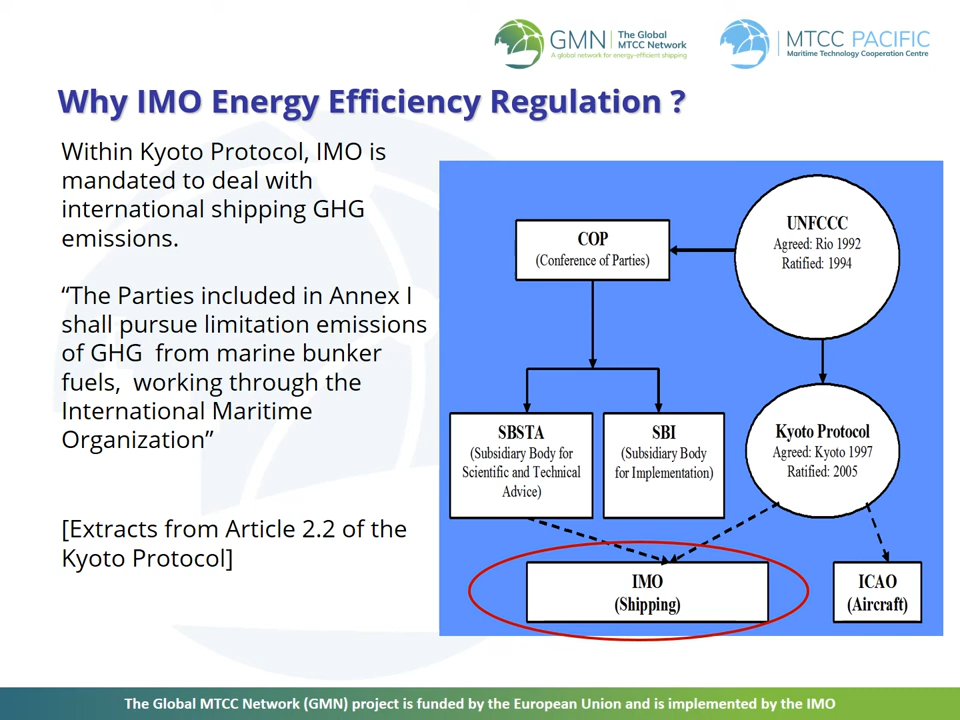 GMN
The Global
MTCC Network
A global network for energy-efficient shipping
MTCC PACIFIC
Maritime Technology Cooperation Centre
Why IMO Energy Efficiency Regulation ?
Within Kyoto Protocol, IMO is
mandated to deal with
international shipping GHG
emissions.
“The Parties included in Annex I
shall pursue limitation emissions
of GHG  from marine bunker
fuels,  working through the
International Maritime
Organization”
[Extracts from Article 2.2 of the
Kyoto Protocol]
UNFCCC
Agreed: Rio 1992
Ratified: 1994
COP
(Conference of Parties)
SBSTA
(Subsidiary Body for
Scientific and Technical
Advice)
SBI
(Subsidiary Body
for Implementation)
Kyoto Protocol
Agreed: Kyoto 1997
Ratified: 2005
IMO
(Shipping)
ICAO
(Aircraft)
The Global MTCC Network (GMN) project is funded by the European Union and is implemented by the IMO